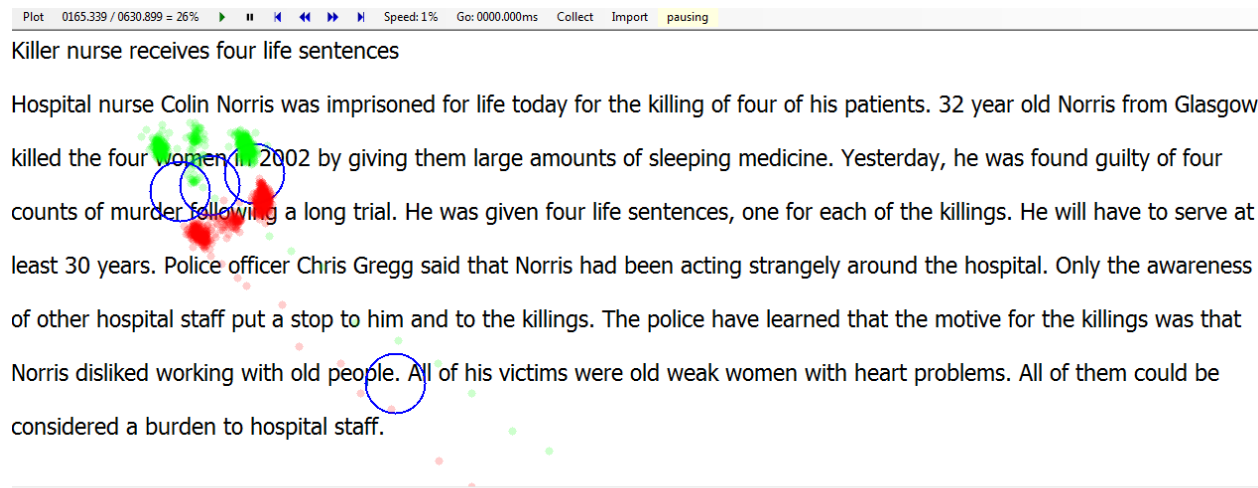 Plot 0165.339 / 0630.899 = 26% Speed: 1% Go: 0000.000ms Collect Import pausing
Killer nurse receives four life sentences
Hospital nurse Colin Norris was imprisoned for life today for the killing of four of his patients. 32 year old Norris from Glasgow
killed the four women in 2002 by giving them large amounts of sleeping medicine. Yesterday, he was found guilty of four
counts of murder following a long trial. He was given four life sentences, one for each of the killings. He will have to serve at
least 30 years. Police officer Chris Gregg said that Norris had been acting strangely around the hospital. Only the awareness
of other hospital staff put a stop to him and to the killings. The police have learned that the motive for the killings was that
Norris disliked working with old people. All of his victims were old weak women with heart problems. All of them could be
considered a burden to hospital staff.